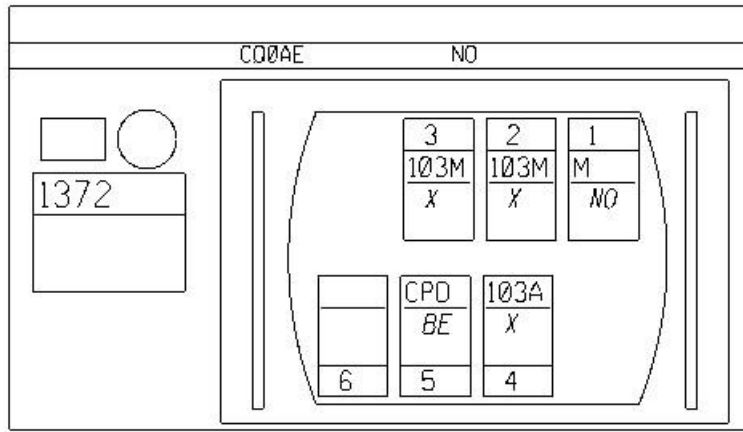 CQ0AE NO
3 2 1
103M 103M M
X X NO
1372
CPD 103A
BE X
6 5 4